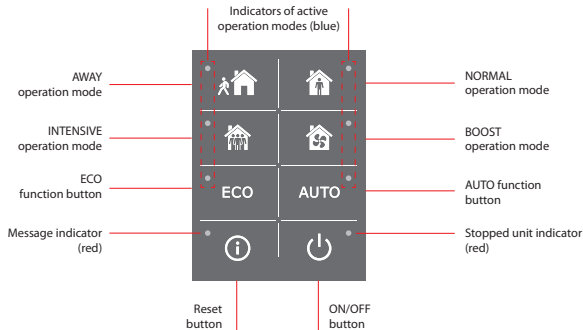 Indicators of active
operation modes (blue)
AWAY
operation mode
NORMAL
operation mode
INTENSIVE
operation mode
BOOST
operation mode
ECO
function button
ECO
AUTO
AUTO function
button
Message indicator
(red)
Stopped unit indicator
(red)
Reset
button
ON/OFF
button